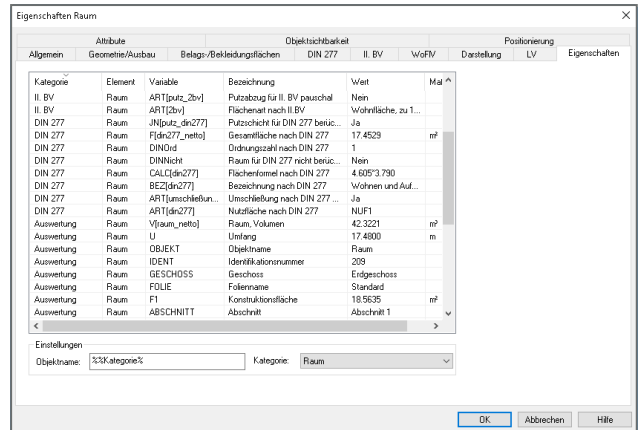 Eigenschaften Raum
Attribute Objektsichtbarkeit Positionierung
Allgemein Geometrie/Ausbau Belags-/Bekleidungsflächen DIN 277 II. BV WoFIV Darstellung LV Eigenschaften
Kategorie Element Variable Bezeichnung Wert Maß
II. BV Raum ART[putz_2bv] Putzabzug für II. BV pauschal Nein
II. BV Raum ART[2bv] Flächenart nach II.BV Wohnfläche, zu 1...
DIN 277 Raum JN[putz_din277] Putzschicht für DIN 277 berüc... Ja
DIN 277 Raum F[din277_netto] Gesamtfläche nach DIN 277 17.4529 m²
DIN 277 Raum DINOrd Ordnungszahl nach DIN 277 1
DIN 277 Raum DINNicht Raum für DIN 277 nicht berüc... Nein
DIN 277 Raum CALC[din277] Flächenformel nach DIN 277 4.605*3.790
DIN 277 Raum BEZ[din277] Bezeichnung nach DIN 277 Wohnen und Auf...
DIN 277 Raum ART[umschließun... Umschließung nach DIN 277 ... Ja
DIN 277 Raum ART[din277] Nutzfläche nach DIN 277 NUF1
Auswertung Raum V[raum_netto] Raum, Volumen 42.3221 m³
Auswertung Raum U Umfang 17.4800 m
Auswertung Raum OBJEKT Objektname Raum
Auswertung Raum IDENT Identifikationsnummer 209
Auswertung Raum GESCHOSS Geschoss Erdgeschoss
Auswertung Raum FOLIE Folienname Standard
Auswertung Raum F1 Konstruktionsfläche 18.5635 m²
Auswertung Raum ABSCHNITT Abschnitt Abschnitt 1
Einstellungen
Objektname: %%Kategorie% Kategorie: Raum
OK Abbrechen Hilfe